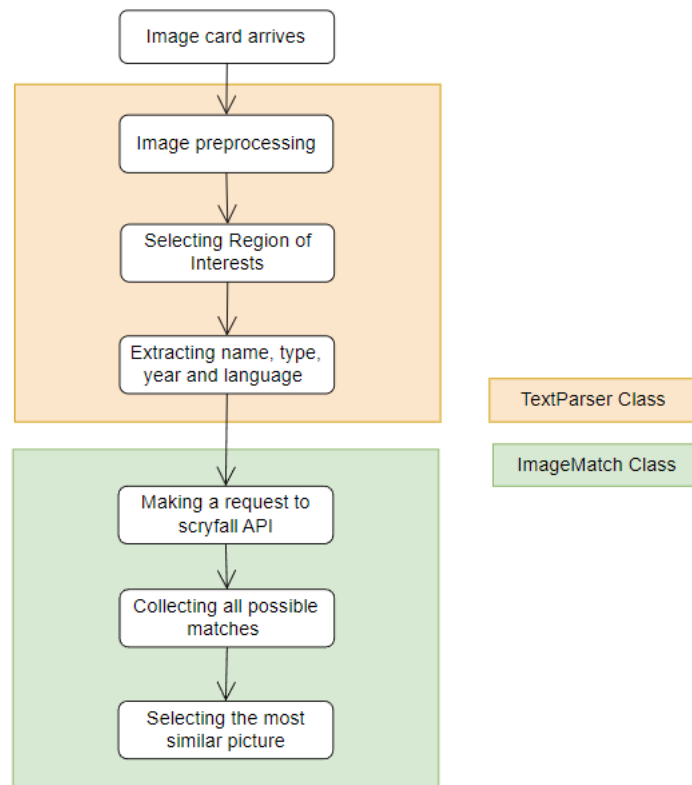 Image card arrives
Image preprocessing
Selecting Region of
Interests
Extracting name, type,
year and language
TextParser Class
ImageMatch Class
Making a request to
scryfall API
Collecting all possible
matches
Selecting the most
similar picture